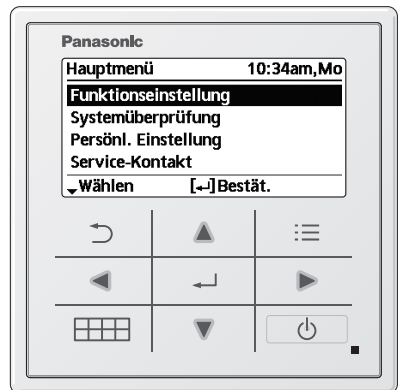 Panasonic
Hauptmenü 10:34am,Mo
Funktionseinstellung
Systemüberprüfung
Persönl. Einstellung
Service-Kontakt
Wählen [↵]Bestät.